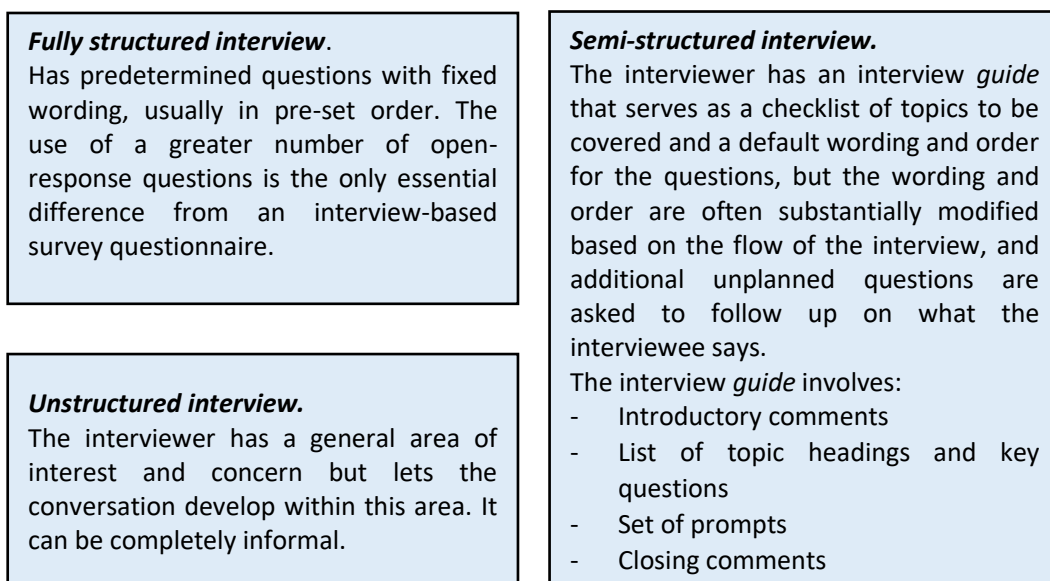 Fully structured interview.
Has predetermined questions with fixed
wording, usually in pre-set order. The
use of a greater number of open-
response questions is the only essential
difference from an interview-based
survey questionnaire.
Unstructured interview.
The interviewer has a general area of
interest and concern but lets the
conversation develop within this area. It
can be completely informal.
Semi-structured interview.
The interviewer has an interview guide
that serves as a checklist of topics to be
covered and a default wording and order
for the questions, but the wording and
order are often substantially modified
based on the flow of the interview, and
additional unplanned questions are
asked to follow up on what the
interviewee says.
The interview guide involves:
- Introductory comments
- List of topic headings and key
questions
- Set of prompts
- Closing comments